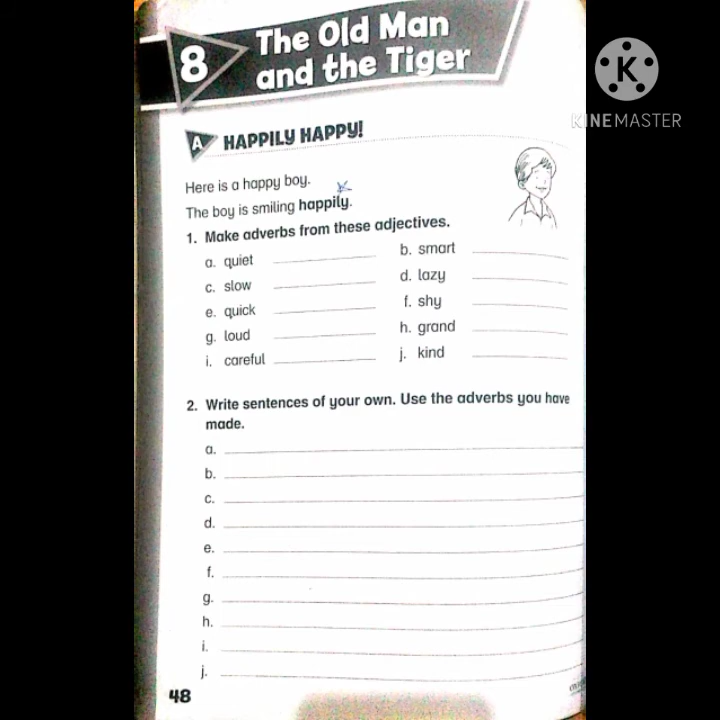 8 The Old Man
and the Tiger
K
KINEMASTER
A HAPPILY HAPPY!
Here is a happy boy.
The boy is smiling happily.
1. Make adverbs from these adjectives.
a. quiet b. smart
c. slow d. lazy
e. quick f. shy
g. loud h. grand
i. careful j. kind
2. Write sentences of your own. Use the adverbs you have
made.
a.
b.
c.
d.
e.
f.
g.
h.
i.
j.
48